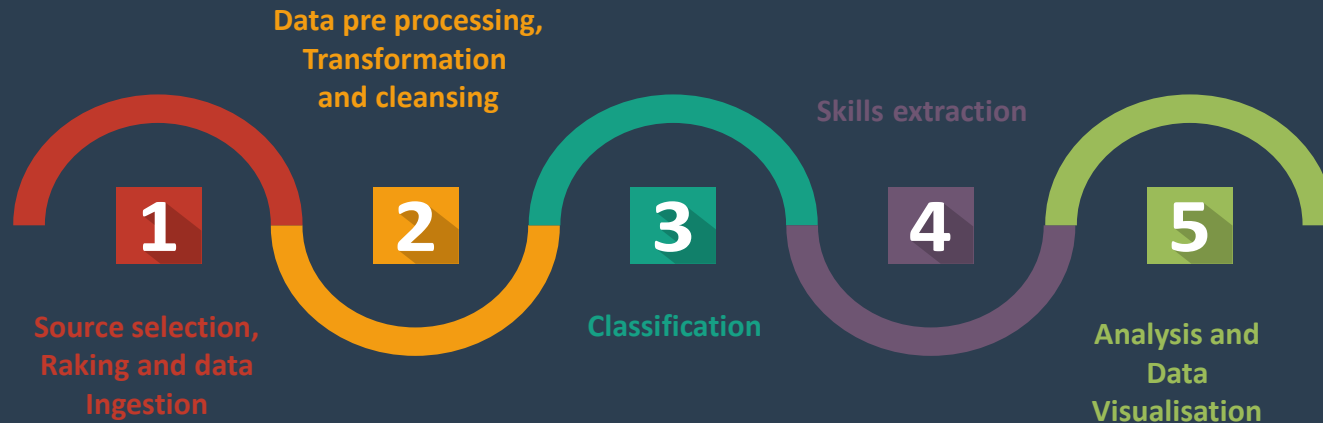 1
Source selection,
Raking and data
Ingestion
Data pre processing,
Transformation
and cleansing
2
3
Classification
Skills extraction
4
5
Analysis and
Data
Visualisation